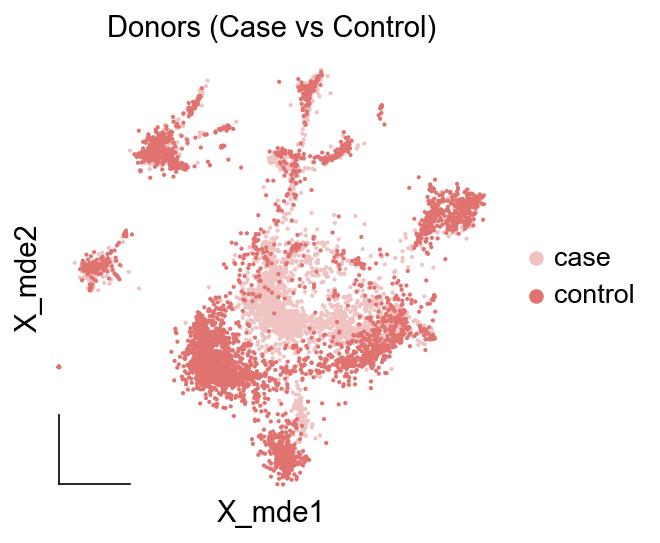 Donors (Case vs Control)
case
control
X_mde2
X_mde1